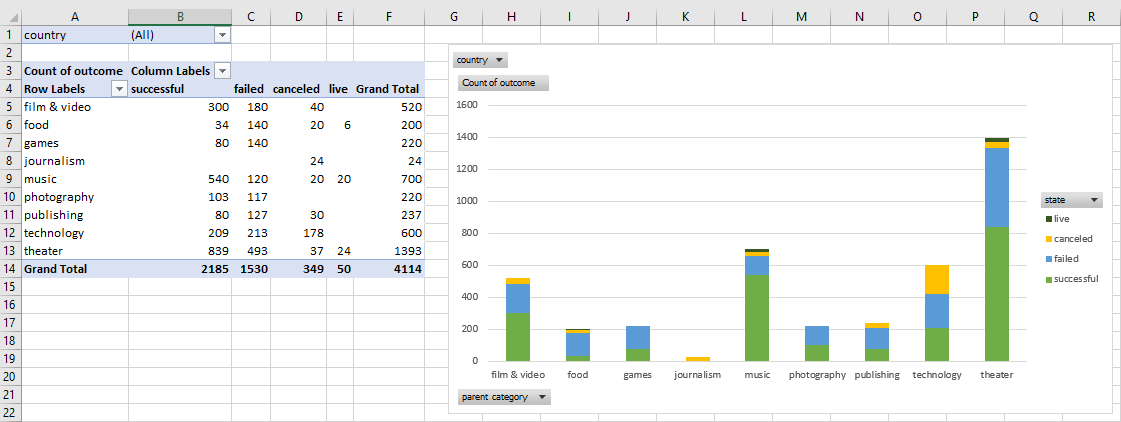 A B C D E F G H I J K L M N O P Q R
1 country (All)
2
3 Count of outcome Column Labels
4 Row Labels successful failed canceled live Grand Total
5 film & video 300 180 40 520
6 food 34 140 20 6 200
7 games 80 140 220
8 journalism 24 24
9 music 540 120 20 20 700
10 photography 103 117 220
11 publishing 80 127 30 237
12 technology 209 213 178 600
13 theater 839 493 37 24 1393
14 Grand Total 2185 1530 349 50 4114
15
16
17
18
19
20
21
22
country
Count of outcome
1600
1400
1200
1000
800
600
400
200
0
film & video food games journalism music photography publishing technology theater
parent category
state
live
canceled
failed
successful